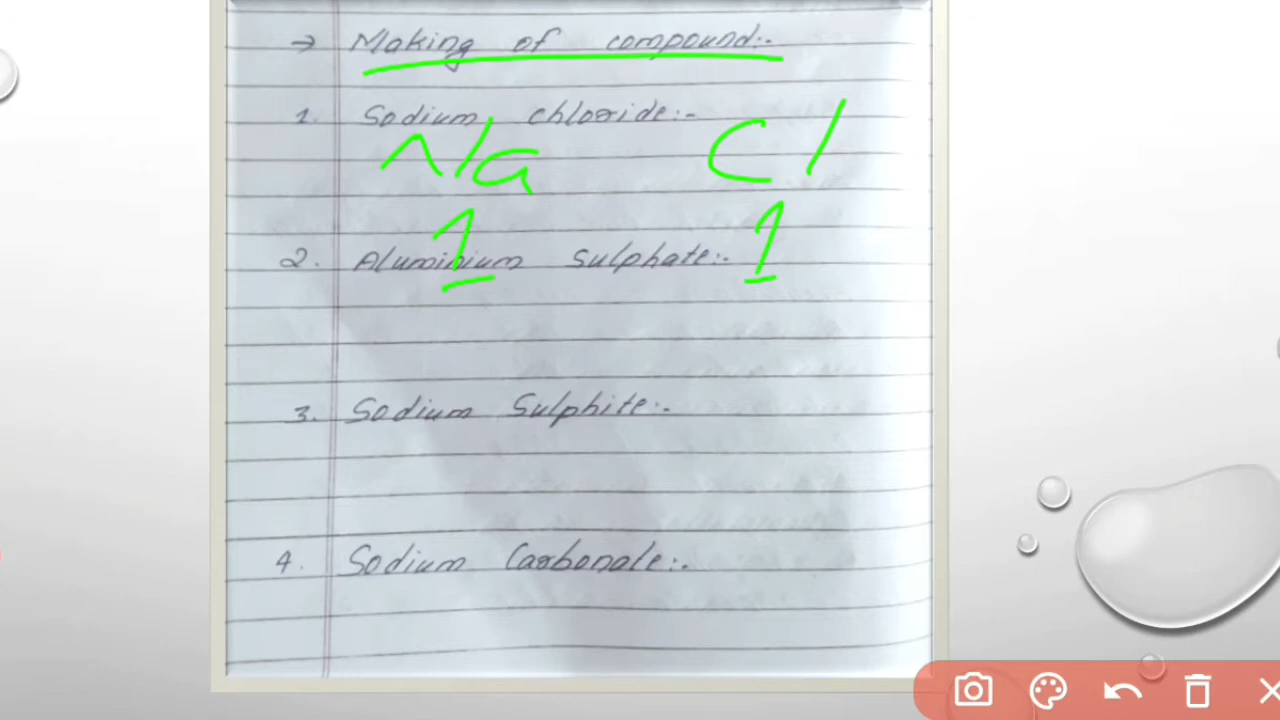 → Making of compound:-
1. Sodium chloride:-
Na Cl
1 1
2. Aluminium Sulphate:-
3. Sodium Sulphite:-
4. Sodium Carbonate:-